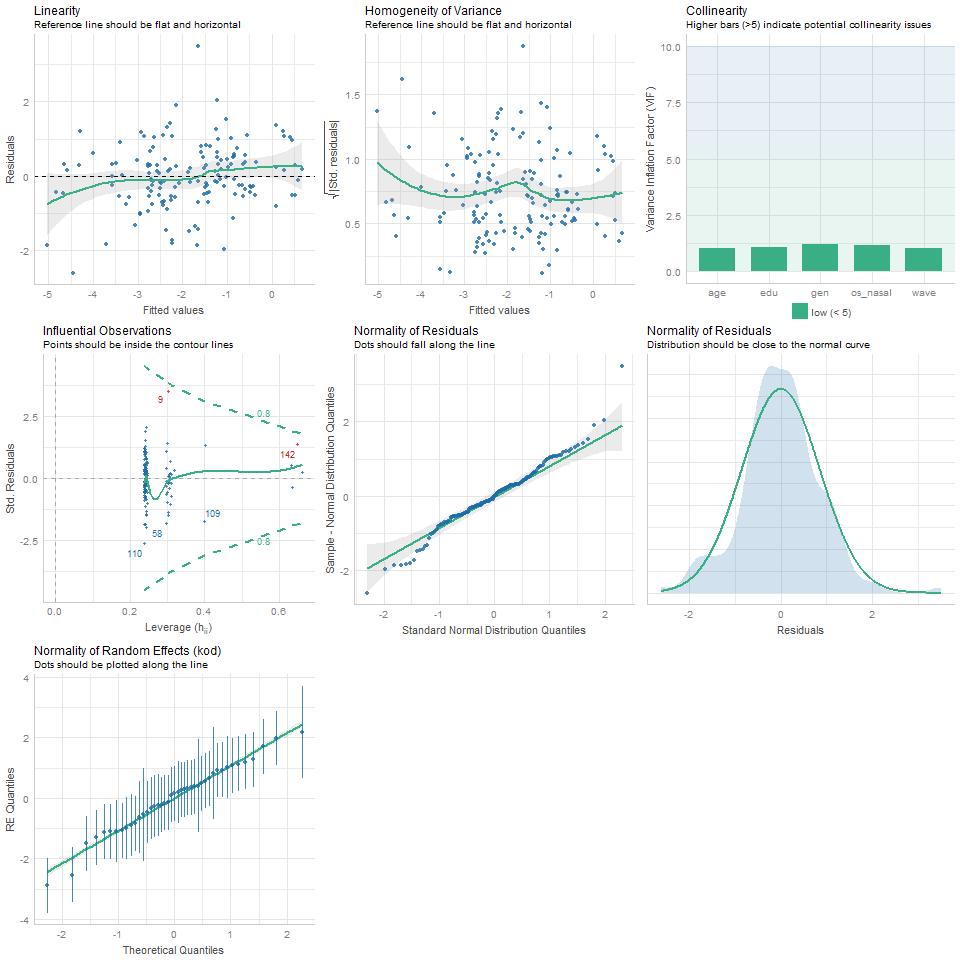 Linearity
Reference line should be flat and horizontal
Residuals
2
0
-2
-5
-4
-3
-2
-1
0
Fitted values
Homogeneity of Variance
Reference line should be flat and horizontal
√|Std. residuals|
1.5
1.0
0.5
-5
-4
-3
-2
-1
0
Fitted values
Collinearity
Higher bars (>5) indicate potential collinearity issues
Variance Inflation Factor (VIF)
10.0
7.5
5.0
2.5
0.0
age
edu
gen
os_nasal
wave
low (< 5)
Influential Observations
Points should be inside the contour lines
Std. Residuals
2.5
0.0
-2.5
9
0.8
142
109
58
110
0.8
0.0
0.2
0.4
0.6
Leverage (hii)
Normality of Residuals
Dots should fall along the line
Sample - Normal Distribution Quantiles
2
0
-2
-2
-1
0
1
2
Standard Normal Distribution Quantiles
Normality of Residuals
Distribution should be close to the normal curve
-2
0
2
Residuals
Normality of Random Effects (kod)
Dots should be plotted along the line
RE Quantiles
4
2
0
-2
-4
-2
-1
0
1
2
Theoretical Quantiles